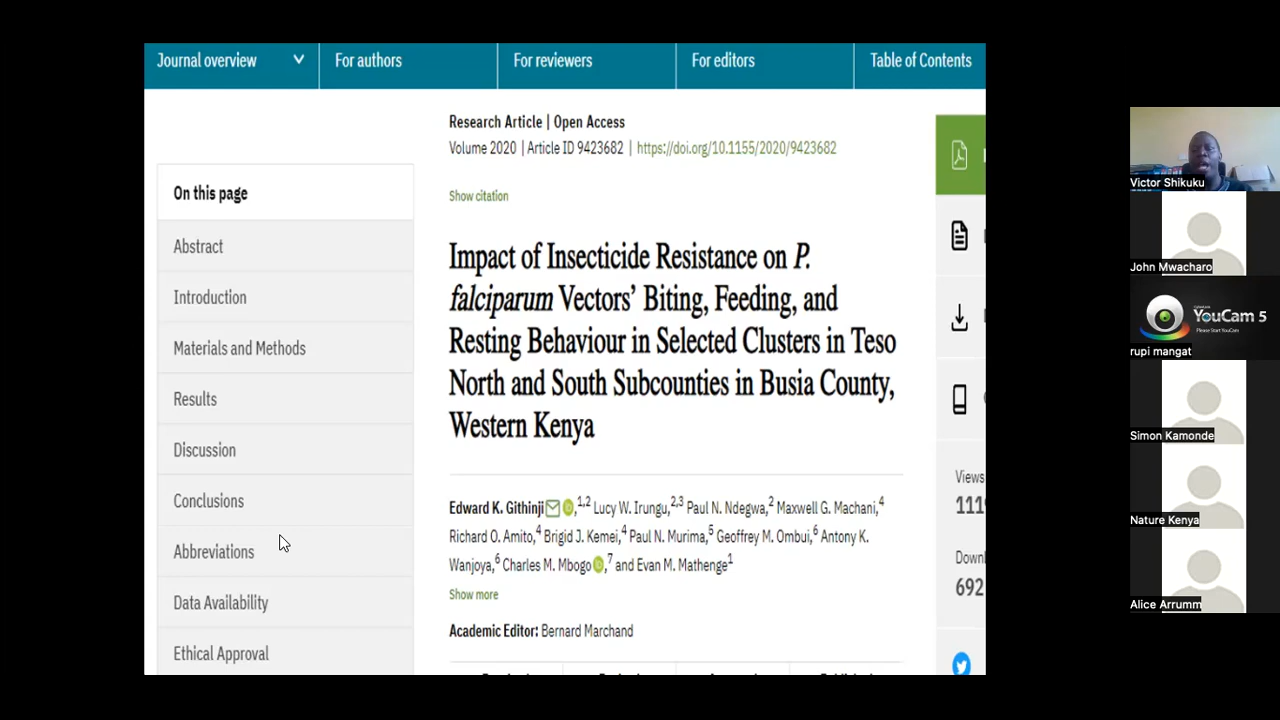 Journal overview
For authors
For reviewers
For editors
Table of Contents
On this page
Abstract
Introduction
Materials and Methods
Results
Discussion
Conclusions
Abbreviations
Data Availability
Ethical Approval
Research Article | Open Access
Volume 2020 | Article ID 9423682 | https://doi.org/10.1155/2020/9423682
Show citation
Impact of Insecticide Resistance on P.
falciparum Vectors' Biting, Feeding, and
Resting Behaviour in Selected Clusters in Teso
North and South Subcounties in Busia County,
Western Kenya
Edward K. Githinji ,1,2 Lucy W. Irungu,2,3 Paul N. Ndegwa,2 Maxwell G. Machani,4
Richard O. Amito,4 Brigid J. Kemei,4 Paul N. Murima,5 Geoffrey M. Ombui,6 Antony K.
Wanjoya,6 Charles M. Mbogo ,7 and Evan M. Mathenge1
Show more
Academic Editor: Bernard Marchand
Views
111
Downl
692
Victor Shikuku
John Mwacharo
YouCam 5
Please Start YouCam
rupi mangat
Simon Kamonde
Nature Kenya
Alice Arrumm